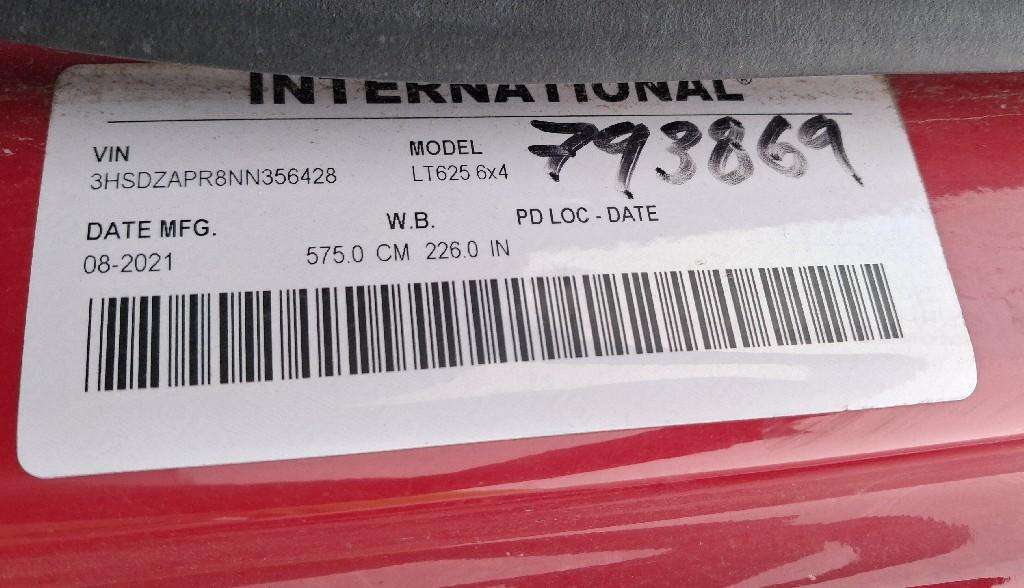 INTERNATIONAL®
VIN
3HSDZAPR8NN356428
MODEL
LT625 6x4
793869
DATE MFG.
08-2021
W.B.
575.0 CM 226.0 IN
PD LOC - DATE